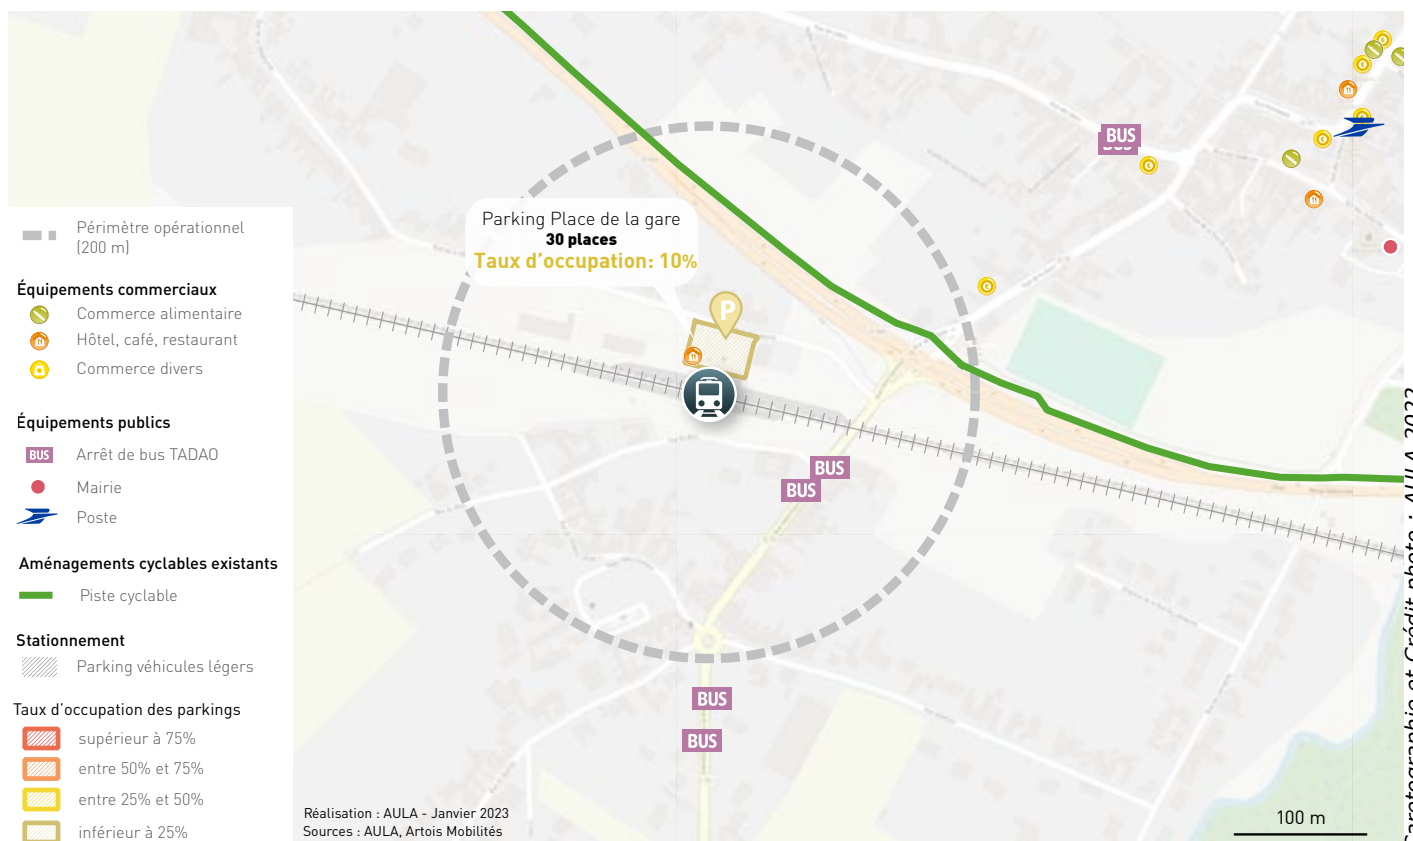 Parking Place de la gare
30 places
Taux d'occupation: 10%
P
BUS
BUS
BUS
BUS
BUS
BUS
Périmètre opérationnel
(200 m)
Équipements commerciaux
Commerce alimentaire
Hôtel, café, restaurant
Commerce divers
Équipements publics
BUS
Arrêt de bus TADAO
Mairie
Poste
Aménagements cyclables existants
Piste cyclable
Stationnement
Parking véhicules légers
Taux d'occupation des parkings
supérieur à 75%
entre 50% et 75%
entre 25% et 50%
inférieur à 25%
Réalisation : AULA - Janvier 2023
Sources : AULA, Artois Mobilités
100 m